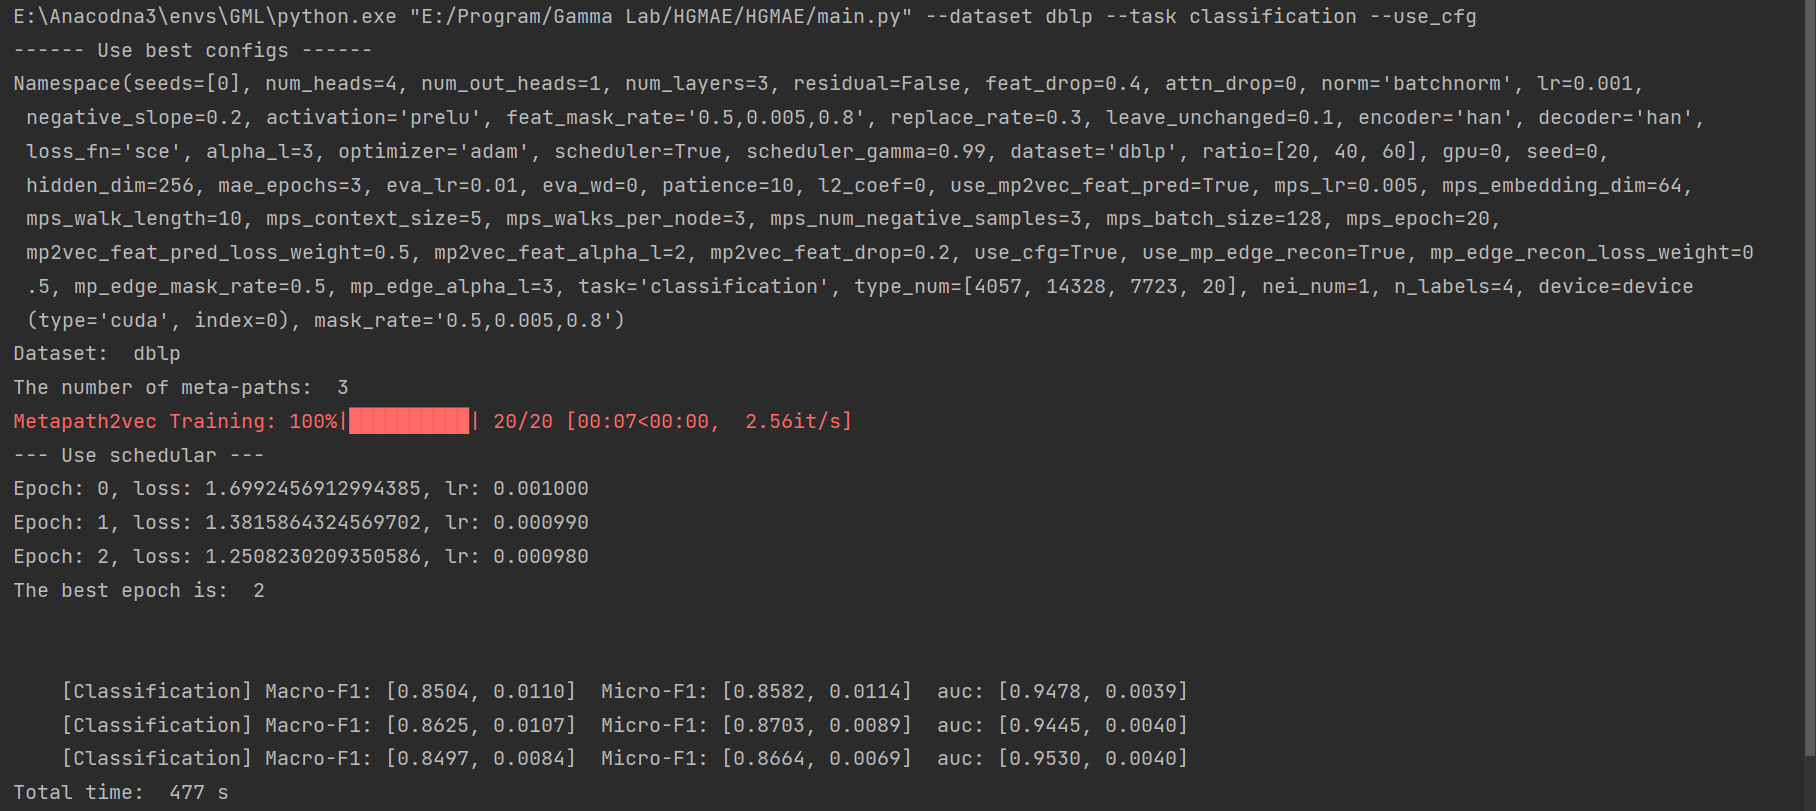 E:\Anacodna3\envs\GML\python.exe "E:/Program/Gamma Lab/HGMAE/HGMAE/main.py" --dataset dblp --task classification --use_cfg
------ Use best configs ------
Namespace(seeds=[0], num_heads=4, num_out_heads=1, num_layers=3, residual=False, feat_drop=0.4, attn_drop=0, norm='batchnorm', lr=0.001,
negative_slope=0.2, activation='prelu', feat_mask_rate='0.5,0.005,0.8', replace_rate=0.3, leave_unchanged=0.1, encoder='han', decoder='han',
loss_fn='sce', alpha_l=3, optimizer='adam', scheduler=True, scheduler_gamma=0.99, dataset='dblp', ratio=[20, 40, 60], gpu=0, seed=0,
hidden_dim=256, mae_epochs=3, eva_lr=0.01, eva_wd=0, patience=10, l2_coef=0, use_mp2vec_feat_pred=True, mps_lr=0.005, mps_embedding_dim=64,
mps_walk_length=10, mps_context_size=5, mps_walks_per_node=3, mps_num_negative_samples=3, mps_batch_size=128, mps_epoch=20,
mp2vec_feat_pred_loss_weight=0.5, mp2vec_feat_alpha_l=2, mp2vec_feat_drop=0.2, use_cfg=True, use_mp_edge_recon=True, mp_edge_recon_loss_weight=0
.5, mp_edge_mask_rate=0.5, mp_edge_alpha_l=3, task='classification', type_num=[4057, 14328, 7723, 20], nei_num=1, n_labels=4, device=device
(type='cuda', index=0), mask_rate='0.5,0.005,0.8')
Dataset:  dblp
The number of meta-paths:  3
Metapath2vec Training: 100%|██████████| 20/20 [00:07<00:00,  2.56it/s]
--- Use schedular ---
Epoch: 0, loss: 1.6992456912994385, lr: 0.001000
Epoch: 1, loss: 1.3815864324569702, lr: 0.000990
Epoch: 2, loss: 1.2508230209350586, lr: 0.000980
The best epoch is:  2
[Classification] Macro-F1: [0.8504, 0.0110]  Micro-F1: [0.8582, 0.0114]  auc: [0.9478, 0.0039]
[Classification] Macro-F1: [0.8625, 0.0107]  Micro-F1: [0.8703, 0.0089]  auc: [0.9445, 0.0040]
[Classification] Macro-F1: [0.8497, 0.0084]  Micro-F1: [0.8664, 0.0069]  auc: [0.9530, 0.0040]
Total time:  477 s